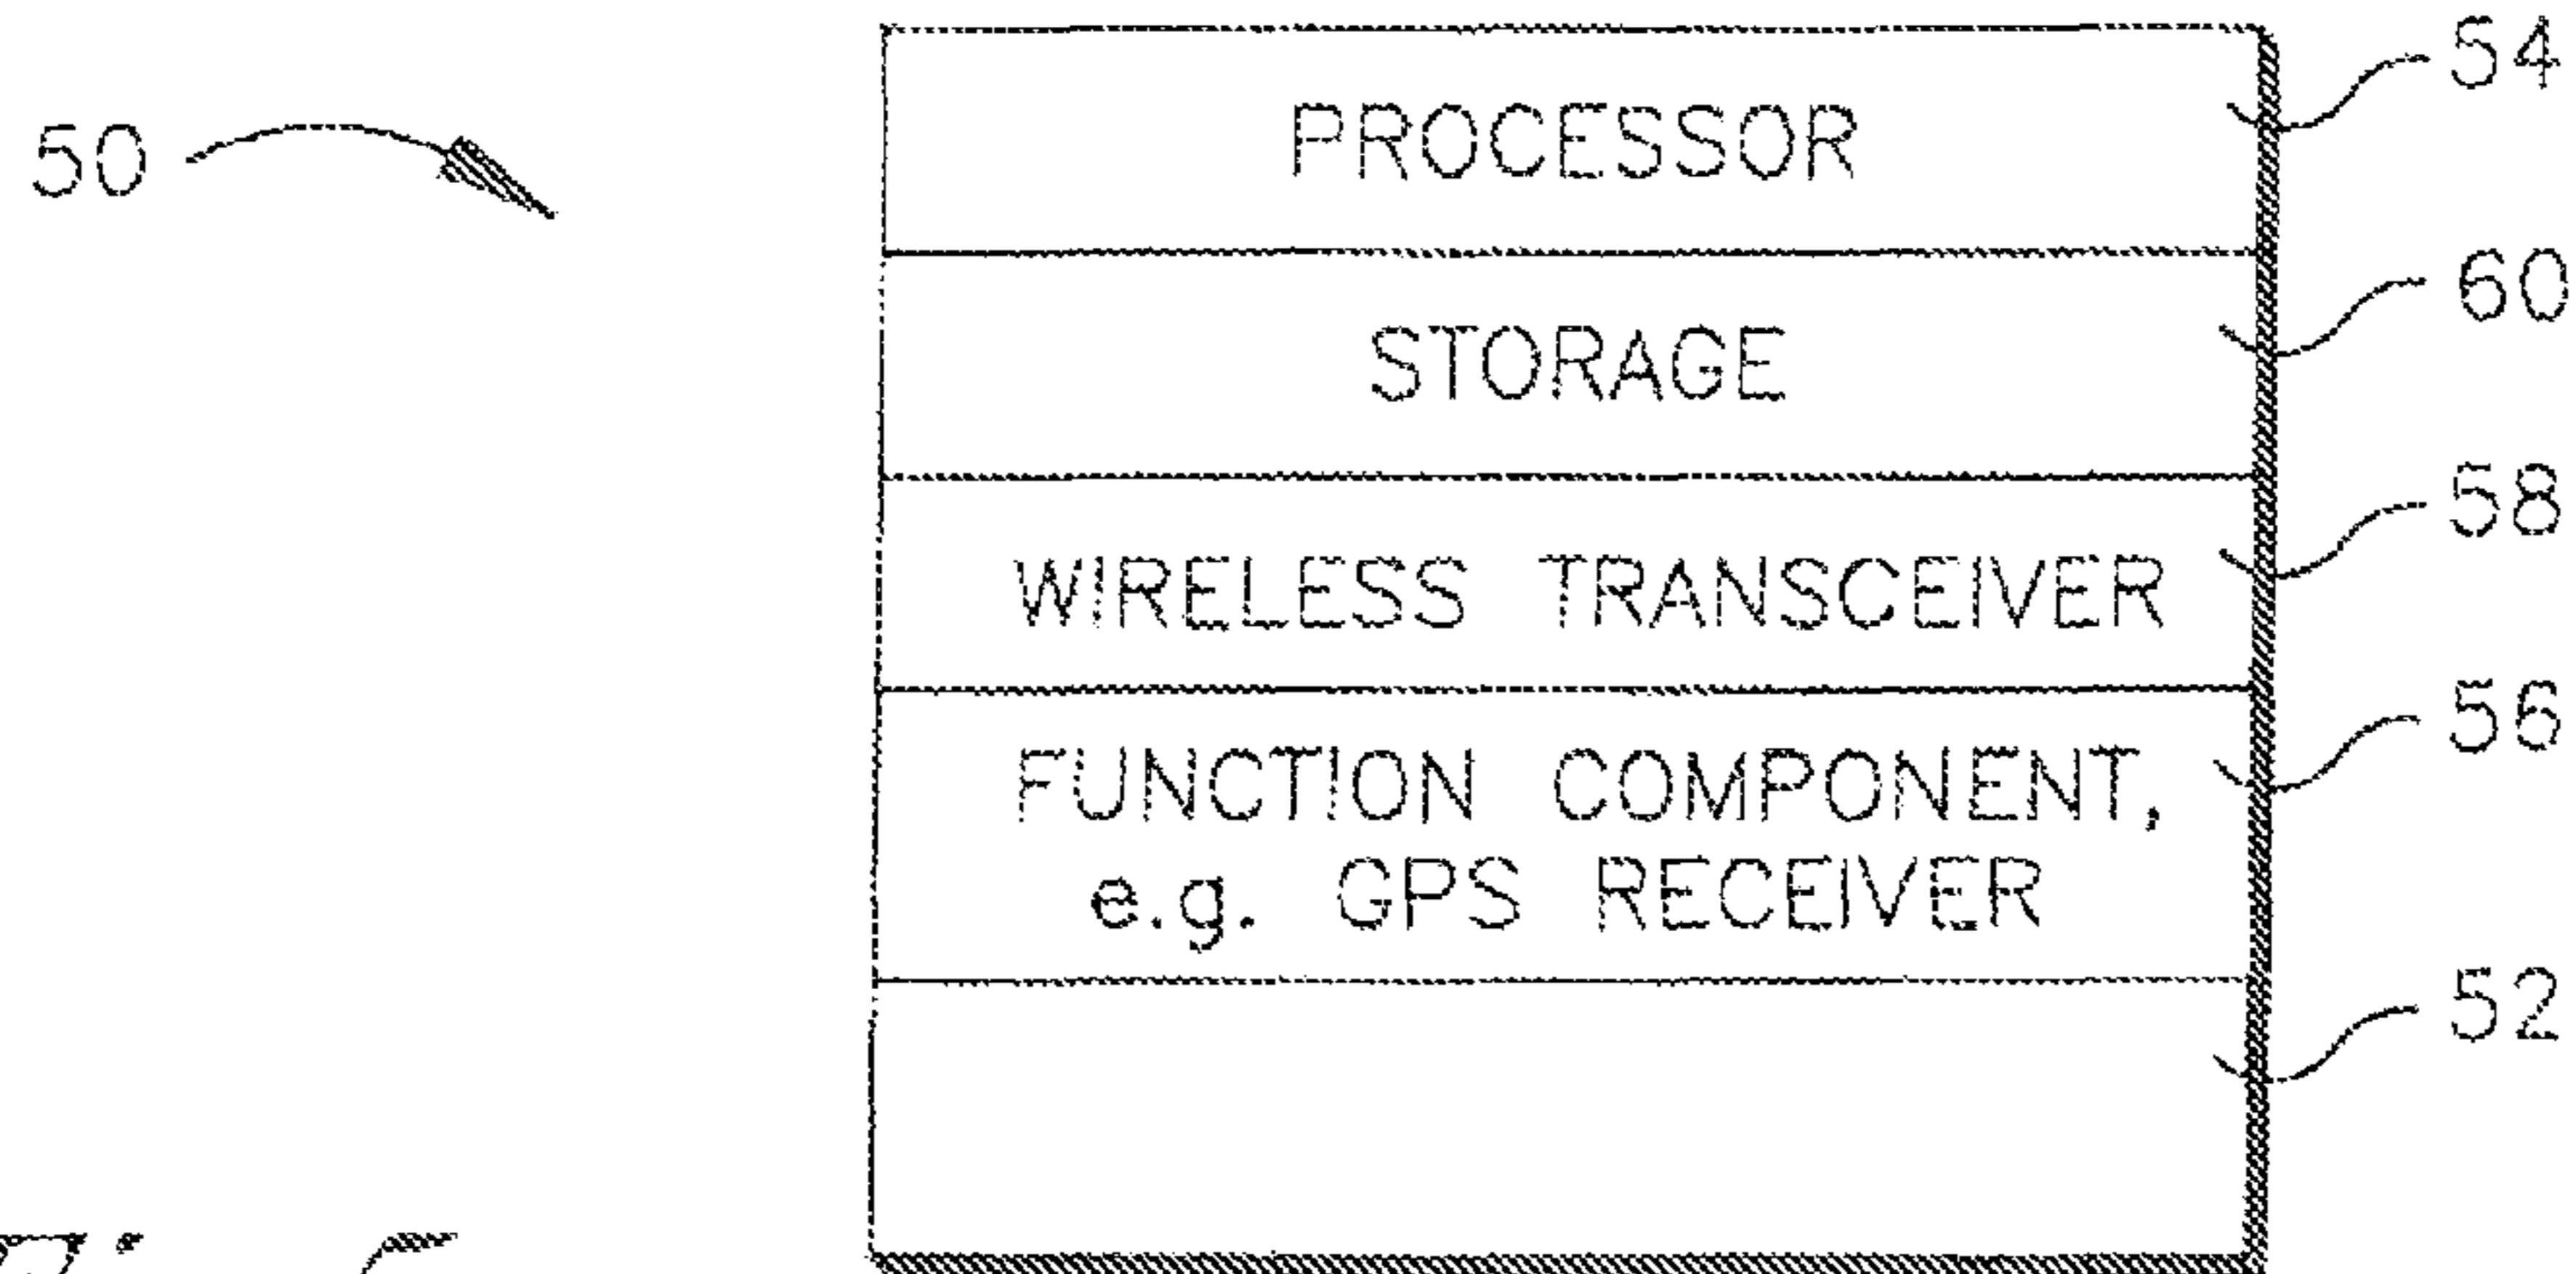 54
50
PROCESSOR
60
STORAGE
58
WIRELESS TRANSCEIVER
56
FUNCTION COMPONENT,
e.g. GPS RECEIVER
52